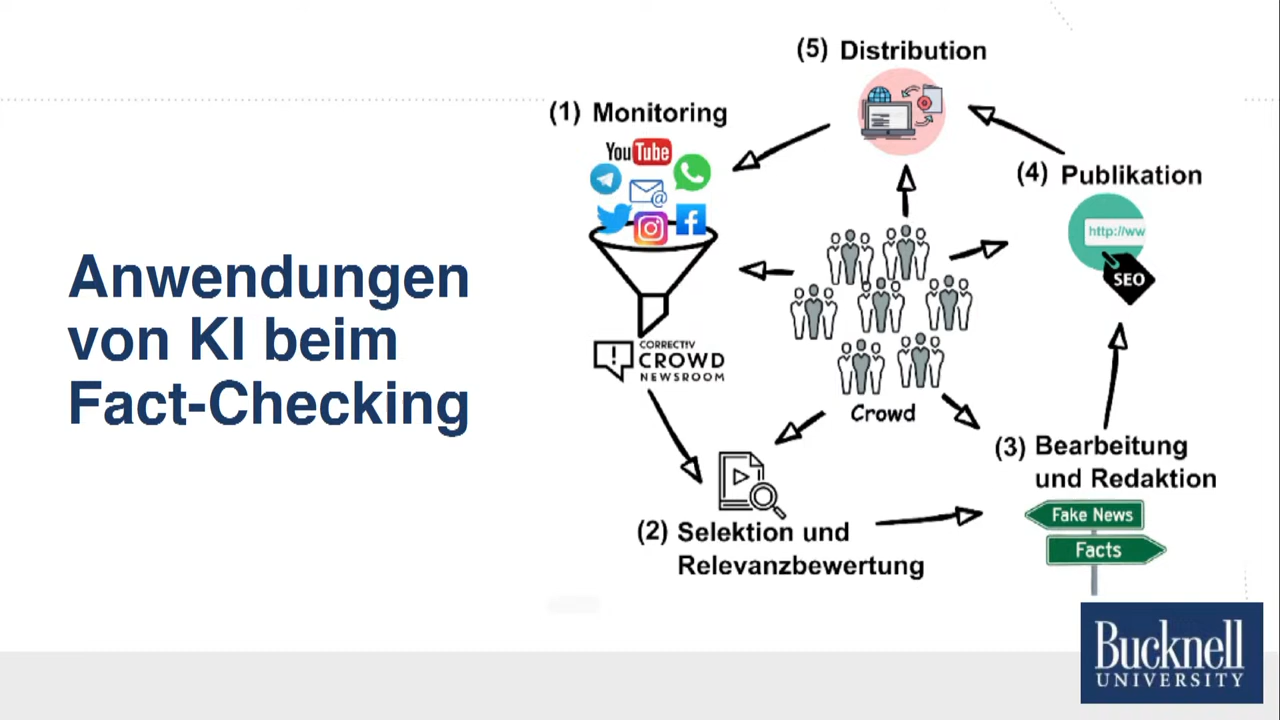 Anwendungen
von KI beim
Fact-Checking
(1) Monitoring
YouTube
CORRECTIV
CROWD
NEWSROOM
(2) Selektion und
Relevanzbewertung
(3) Bearbeitung
und Redaktion
Fake News
Facts
(4) Publikation
http://ww
SEO
(5) Distribution
Crowd
Bucknell
UNIVERSITY